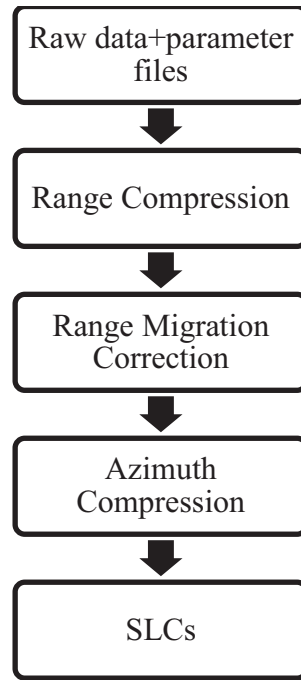 Raw data+parameter
files
Range Compression
Range Migration
Correction
Azimuth
Compression
SLCs